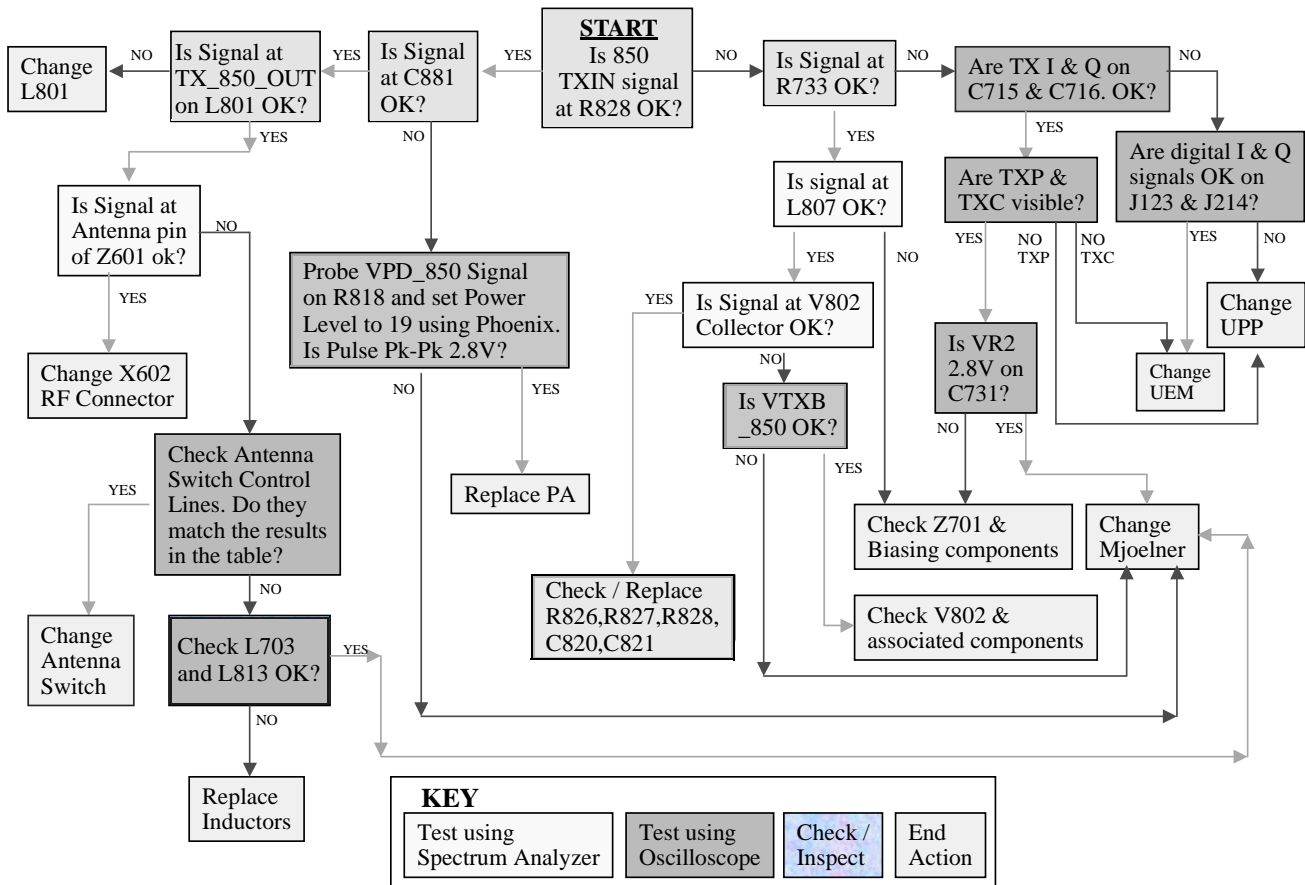 START
Is 850
TXIN signal
at R828 OK?
YES
NO
Is Signal
at C881
OK?
YES
NO
Is Signal at
TX_850_OUT
on L801 OK?
NO
YES
Change
L801
Is Signal at
R733 OK?
NO
YES
Are TX I & Q on
C715 & C716. OK?
NO
YES
Are digital I & Q
signals OK on
J123 & J214?
YES
NO
Are TXP &
TXC visible?
YES
NO
TXP
NO
TXC
Is signal at
L807 OK?
YES
NO
Is Signal at
Antenna pin
of Z601 ok?
NO
YES
Probe VPD_850 Signal
on R818 and set Power
Level to 19 using Phoenix.
Is Pulse Pk-Pk 2.8V?
NO
YES
YES
Is Signal at V802
Collector OK?
NO
Change
UPP
Change
UEM
Is VR2
2.8V on
C731?
NO
YES
Change X602
RF Connector
Is VTXB
_850 OK?
NO
YES
Check Antenna
Switch Control
Lines. Do they
match the results
in the table?
YES
NO
Replace PA
Check Z701 &
Biasing components
Change
Mjoelner
Check / Replace
R826,R827,R828,
C820,C821
Check V802 &
associated components
Change
Antenna
Switch
Check L703
and L813 OK?
YES
NO
Replace
Inductors
KEY
Test using
Spectrum Analyzer
Test using
Oscilloscope
Check /
Inspect
End
Action